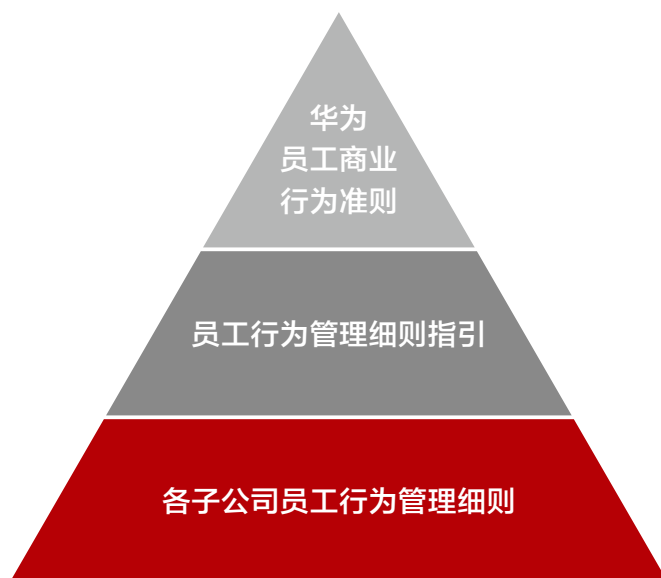 华为
员工商业
行为准则
员工行为管理细则指引
各子公司员工行为管理细则